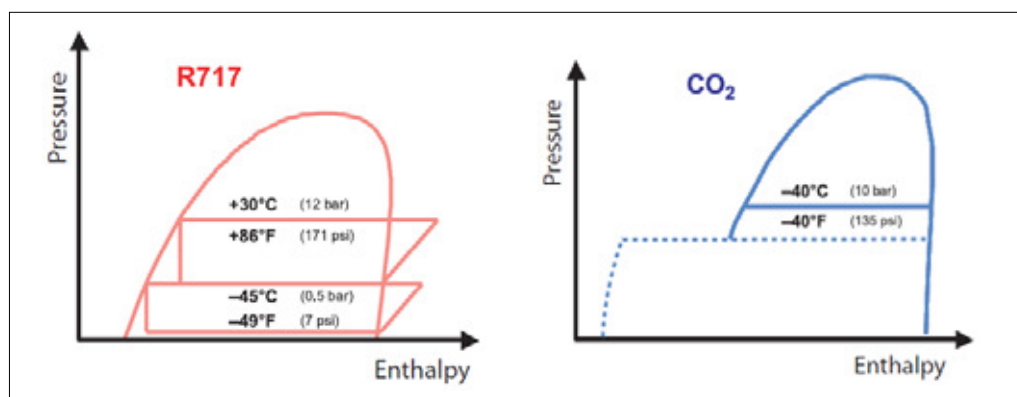 R717
Pressure
+30°C (12 bar)
+86°F (171 psi)
–45°C (0,5 bar)
–49°F (7 psi)
Enthalpy
CO₂
Pressure
–40°C (10 bar)
–40°F (135 psi)
Enthalpy